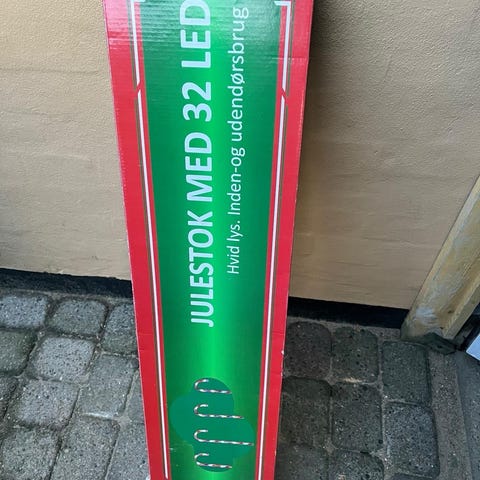 JULESTOK MED 32 LED
Hvid lys. Inden-og udendørsbrug